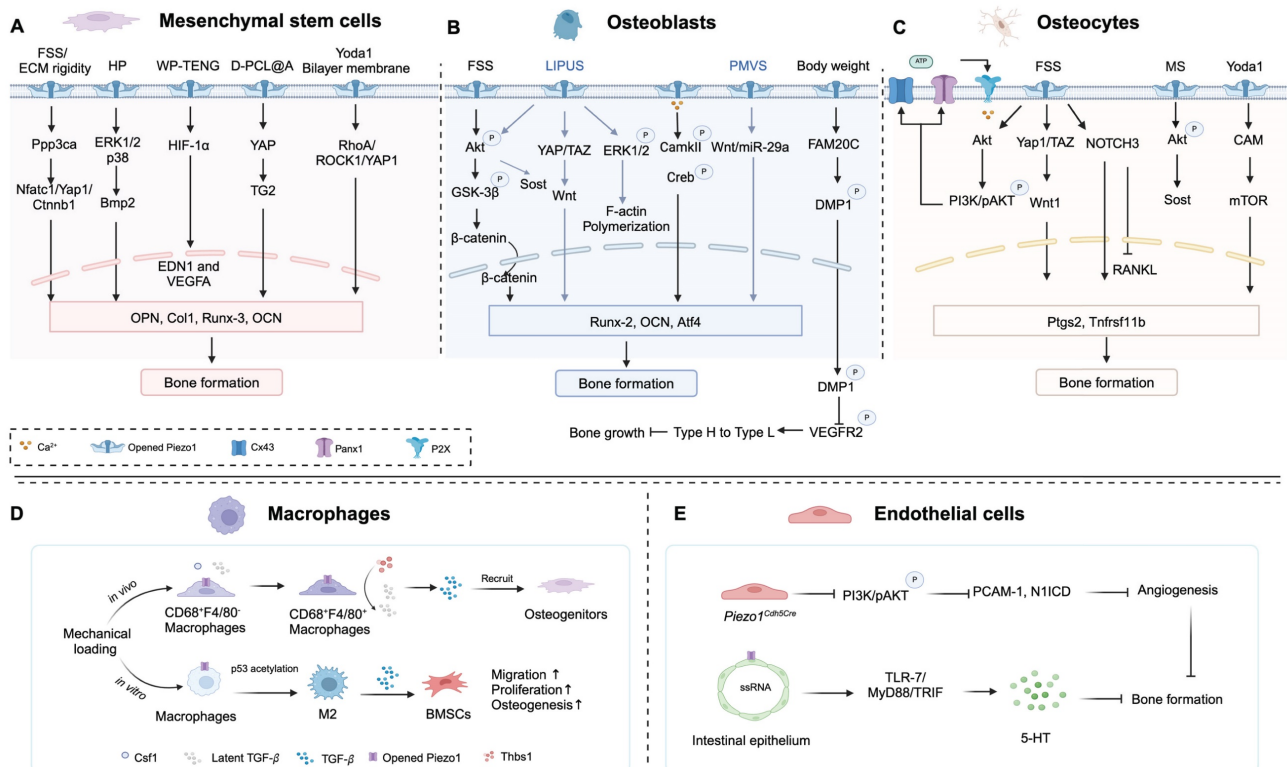 A
Mesenchymal stem cells
FSS/
ECM rigidity
HP
WP-TENG
D-PCL@A
Yoda1
Bilayer membrane
Ppp3ca
ERK1/2
p38
HIF-1α
YAP
RhoA/
ROCK1/YAP1
Nfatc1/Yap1/
Ctnnb1
Bmp2
TG2
EDN1 and
VEGFA
OPN, Col1, Runx-3, OCN
Bone formation
B
Osteoblasts
FSS
LIPUS
PMVS
Body weight
Akt
P
YAP/TAZ
ERK1/2
P
CamkII
P
Wnt/miR-29a
FAM20C
GSK-3β
P
Sost
Wnt
Creb
P
F-actin
Polymerization
DMP1
P
β-catenin
β-catenin
Runx-2, OCN, Atf4
Bone formation
DMP1
P
VEGFR2
P
Type H to Type L
Bone growth
C
Osteocytes
ATP
FSS
MS
Yoda1
Akt
Yap1/TAZ
NOTCH3
Akt
P
CAM
PI3K/pAKT
P
Wnt1
Sost
mTOR
RANKL
Ptgs2, Tnfrsf11b
Bone formation
Ca2+
Opened Piezo1
Cx43
Panx1
P2X
D
Macrophages
Mechanical
loading
in vivo
CD68+F4/80-
Macrophages
CD68+F4/80+
Macrophages
Recruit
Osteogenitors
in vitro
Macrophages
p53 acetylation
M2
BMSCs
Migration ↑
Proliferation↑
Osteogenesis↑
Csf1
Latent TGF-β
TGF-β
Opened Piezo1
Thbs1
E
Endothelial cells
Piezo1Cdh5Cre
PI3K/pAKT
P
PCAM-1, N1ICD
Angiogenesis
ssRNA
Intestinal epithelium
TLR-7/
MyD88/TRIF
5-HT
Bone formation